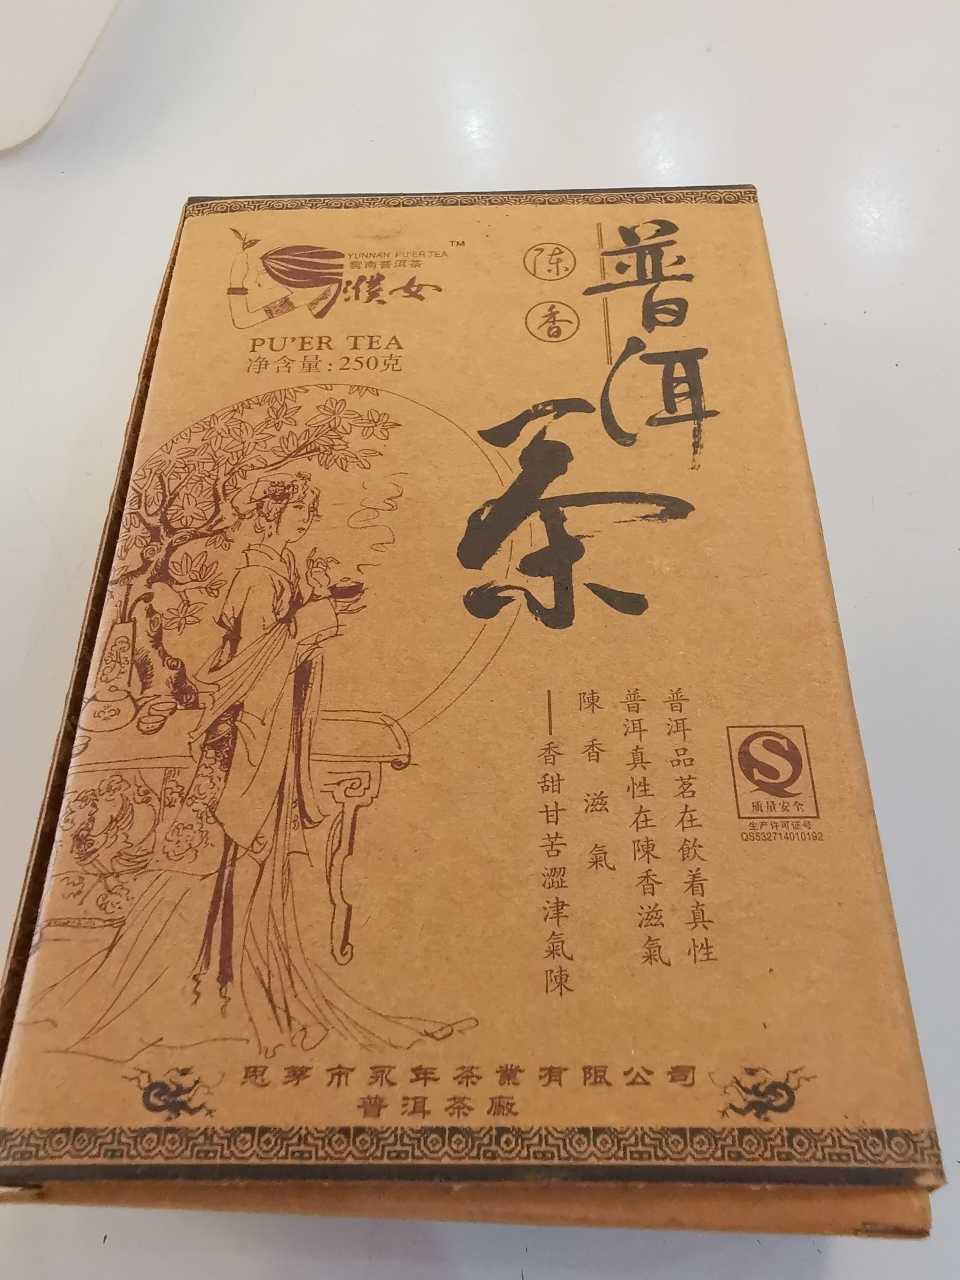 YUNNAN PU'ER TEA
雲南普洱茶
濮女
TM
PU'ER TEA
净含量：250克
陈香
普洱茶
普洱品茗在飲着真性
普洱真性在陳香滋氣
陳香滋氣
——香甜甘苦澀津氣陳
QS
质量安全
生产许可证号
QS532714010192
思茅市永年茶業有限公司
普洱茶廠